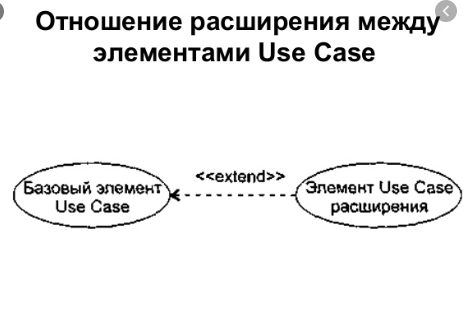 Отношение расширения между
элементами Use Case
<<extend>>
Базовый элемент
Use Case
Элемент Use Case
расширения